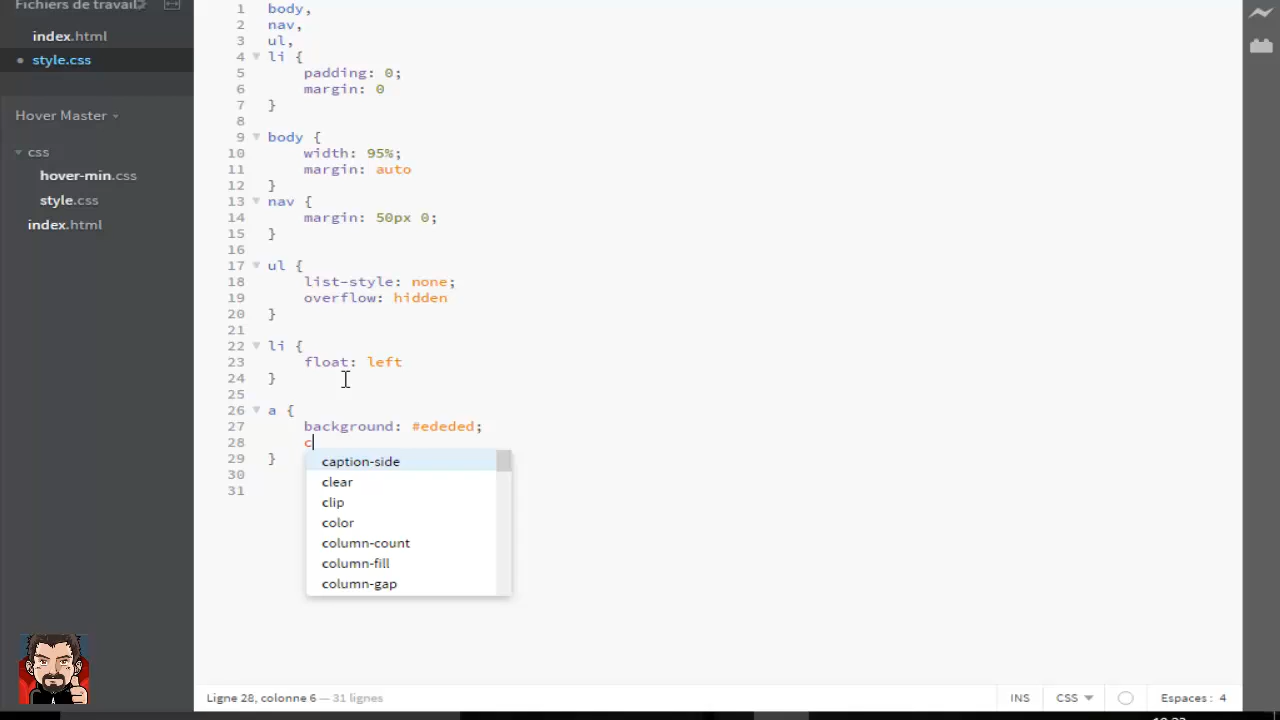 Fichiers de travail
index.html
style.css
Hover Master
css
hover-min.css
style.css
index.html
1 body,
2 nav,
3 ul,
4 li {
5 padding: 0;
6 margin: 0
7 }
8
9 body {
10 width: 95%;
11 margin: auto
12 }
13 nav {
14 margin: 50px 0;
15 }
16
17 ul {
18 list-style: none;
19 overflow: hidden
20 }
21
22 li {
23 float: left
24 }
25
26 a {
27 background: #ededed;
28 c
29 }
30
31
caption-side
clear
clip
color
column-count
column-fill
column-gap
Ligne 28, colonne 6 — 31 lignes
INS CSS Espaces : 4